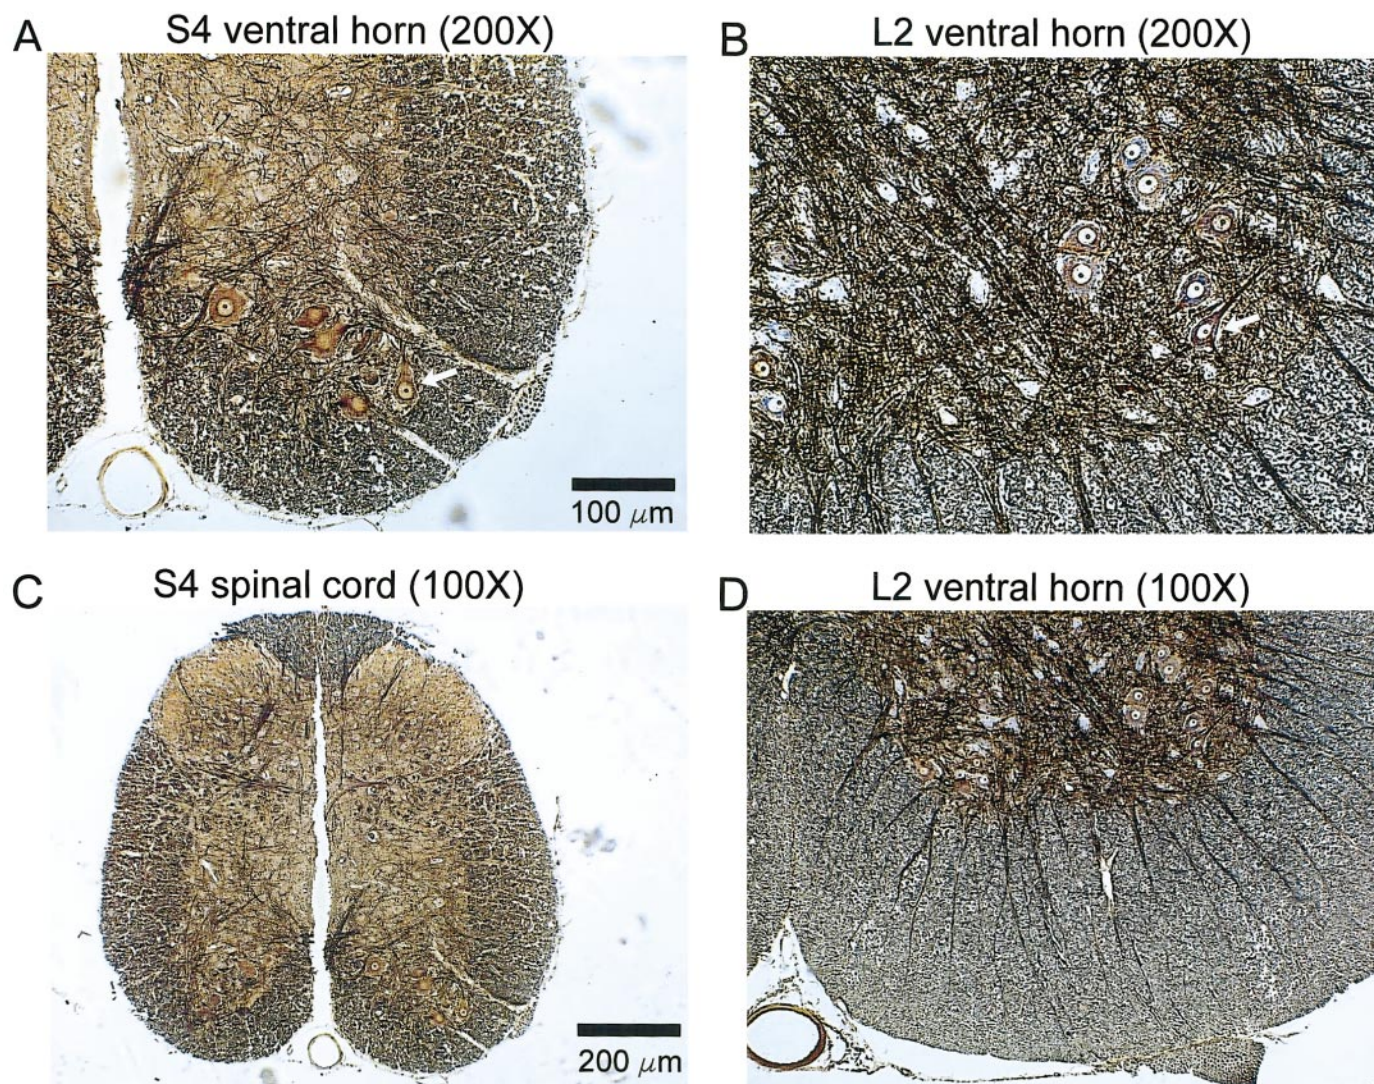 A
S4 ventral horn (200X)
B
L2 ventral horn (200X)
100 μm
C
S4 spinal cord (100X)
D
L2 ventral horn (100X)
200 μm